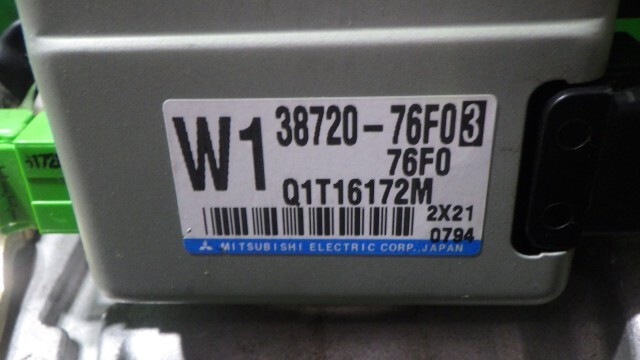 W1 38720-76F03
76F0
Q1T16172M
2X21
0794
MITSUBISHI ELECTRIC CORP., JAPAN